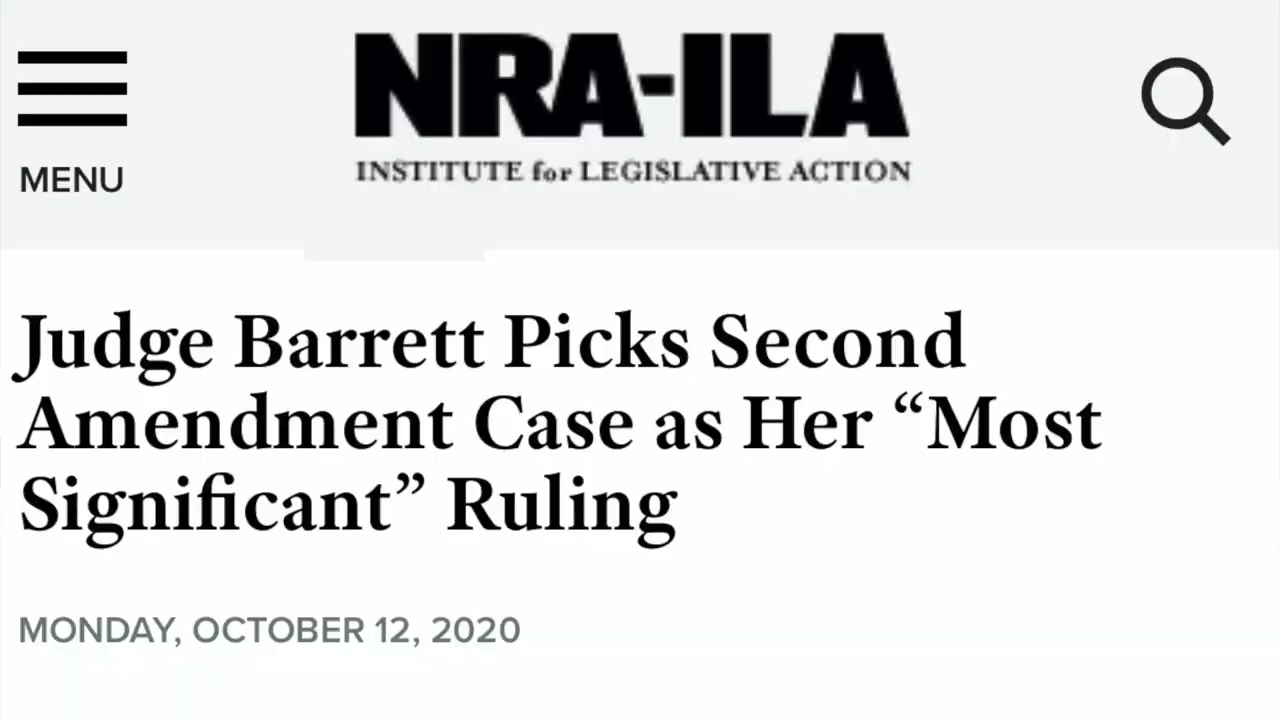 NRA-ILA
INSTITUTE for LEGISLATIVE ACTION
MENU
Judge Barrett Picks Second
Amendment Case as Her “Most
Significant” Ruling
MONDAY, OCTOBER 12, 2020